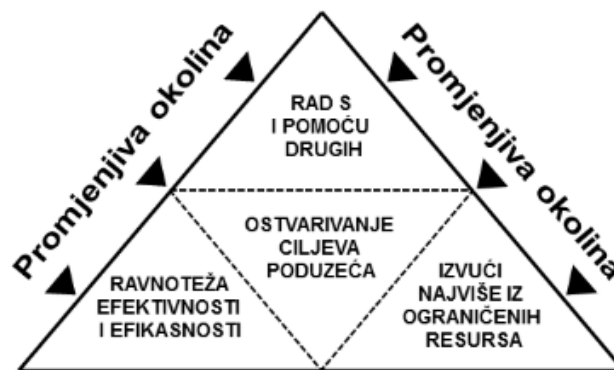 Promjenjiva okolina
Promjenjiva okolina
RAD S
I POMOĆU
DRUGIH
OSTVARIVANJE
CILJEVA
PODUZEĆA
RAVNOTEŽA
EFEKTIVNOSTI
I EFIKASNOSTI
IZVUĆI
NAJVIŠE IZ
OGRANIČENIH
RESURSA